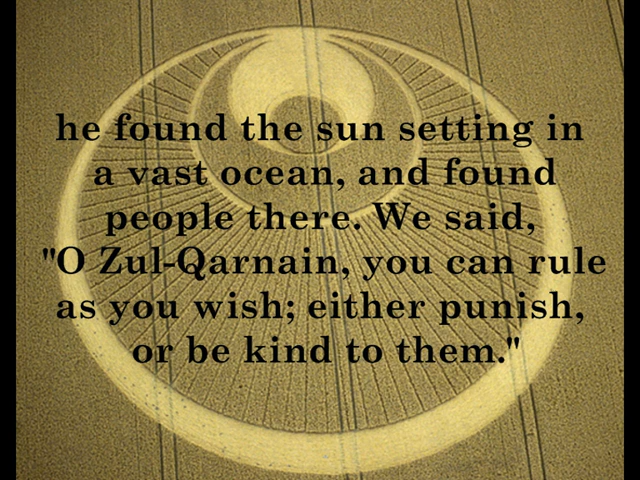 he found the sun setting in
a vast ocean, and found
people there. We said,
"O Zul-Qarnain, you can rule
as you wish; either punish,
or be kind to them."